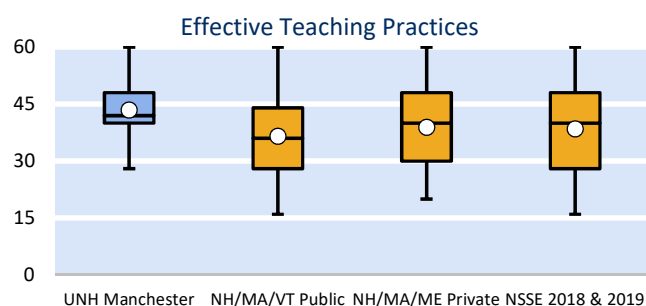 Effective Teaching Practices
60
45
30
15
0
UNH Manchester NH/MA/VT Public NH/MA/ME Private NSSE 2018 & 2019